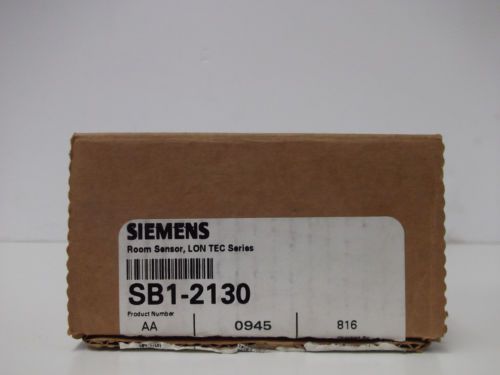 SIEMENS
Room Sensor, LON TEC Series
SB1-2130
Product Number
AA 0945 816